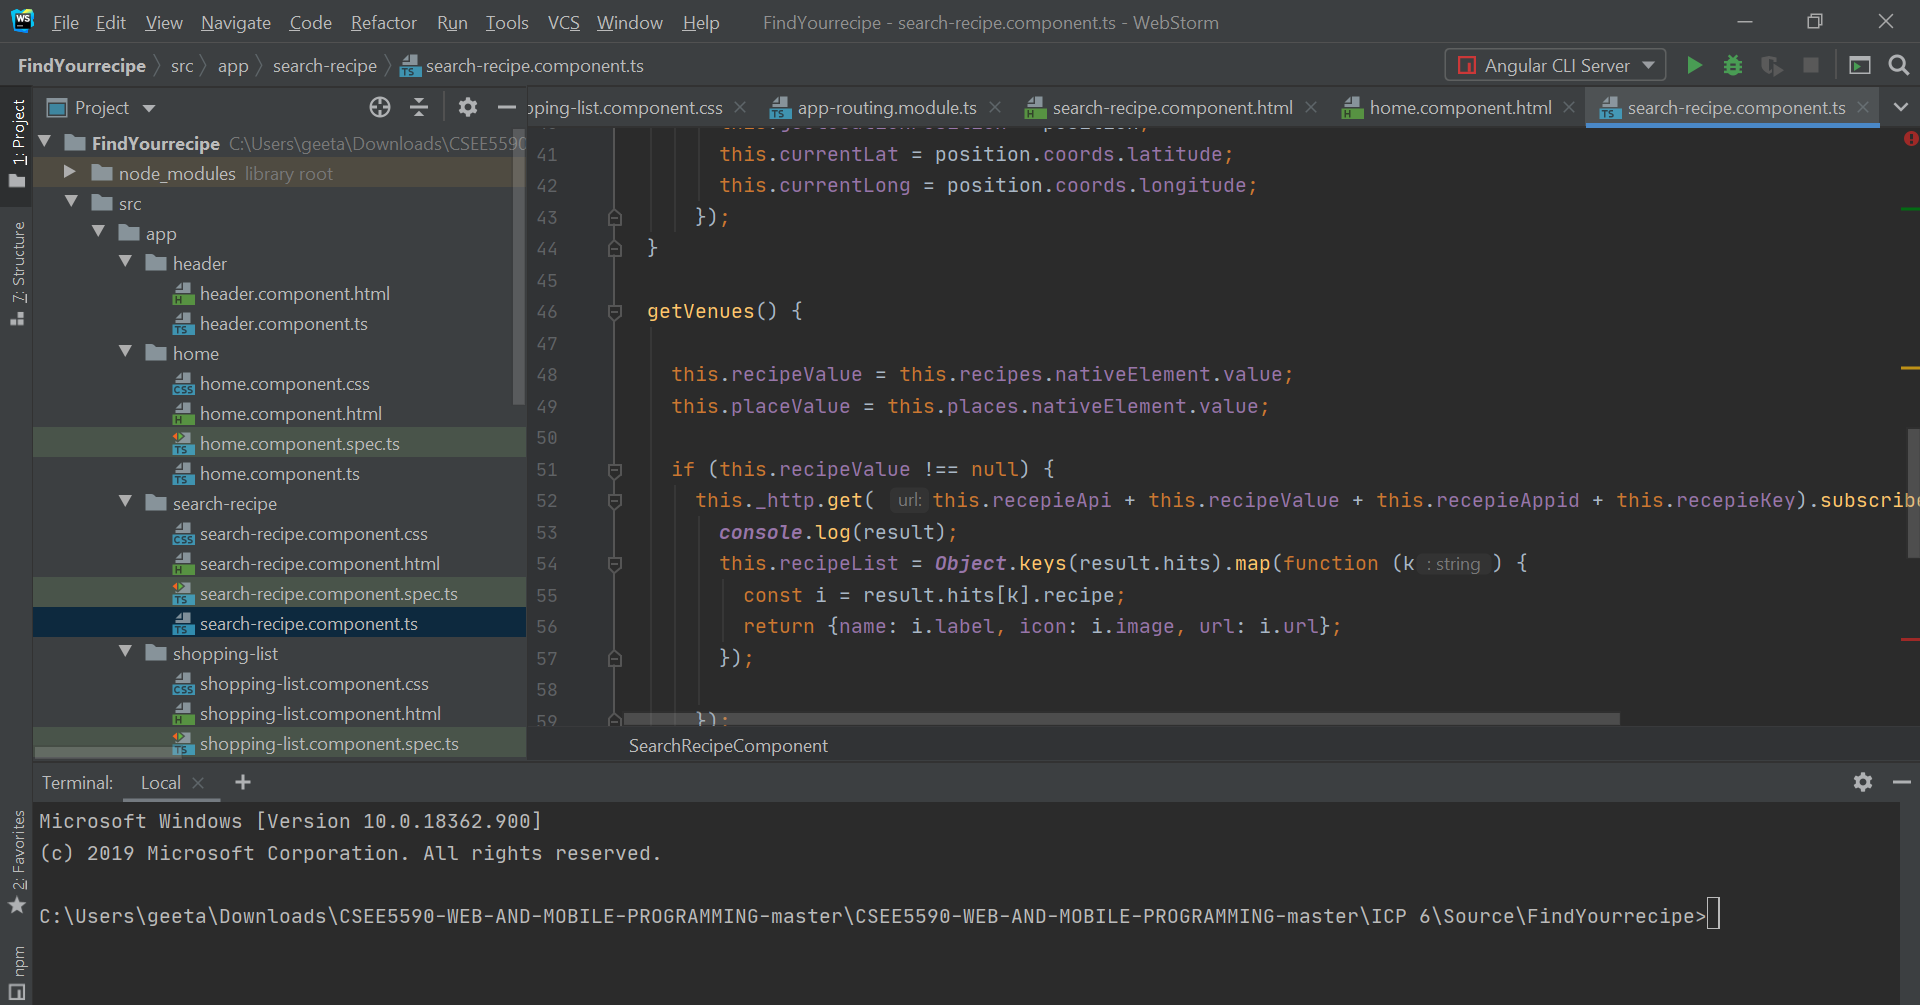 WS File Edit View Navigate Code Refactor Run Tools VCS Window Help FindYourrecipe - search-recipe.component.ts - WebStorm
FindYourrecipe src app search-recipe search-recipe.component.ts Angular CLI Server
1: Project
7: Structure
2: Favorites
npm
Project
FindYourrecipe C:\Users\geeta\Downloads\CSEE5590
node_modules library root
src
app
header
header.component.html
header.component.ts
home
home.component.css
home.component.html
home.component.spec.ts
home.component.ts
search-recipe
search-recipe.component.css
search-recipe.component.html
search-recipe.component.spec.ts
search-recipe.component.ts
shopping-list
shopping-list.component.css
shopping-list.component.html
shopping-list.component.spec.ts
pping-list.component.css app-routing.module.ts search-recipe.component.html home.component.html search-recipe.component.ts
41 this.currentLat = position.coords.latitude;
42 this.currentLong = position.coords.longitude;
43 });
44 }
45
46 getVenues() {
47
48 this.recipeValue = this.recipes.nativeElement.value;
49 this.placeValue = this.places.nativeElement.value;
50
51 if (this.recipeValue !== null) {
52 this._http.get( url: this.recepieApi + this.recipeValue + this.recepieAppid + this.recepieKey).subscribe
53 console.log(result);
54 this.recipeList = Object.keys(result.hits).map(function (k : string ) {
55 const i = result.hits[k].recipe;
56 return {name: i.label, icon: i.image, url: i.url};
57 });
58
59 });
SearchRecipeComponent
Terminal: Local
Microsoft Windows [Version 10.0.18362.900]
(c) 2019 Microsoft Corporation. All rights reserved.
C:\Users\geeta\Downloads\CSEE5590-WEB-AND-MOBILE-PROGRAMMING-master\CSEE5590-WEB-AND-MOBILE-PROGRAMMING-master\ICP 6\Source\FindYourrecipe>